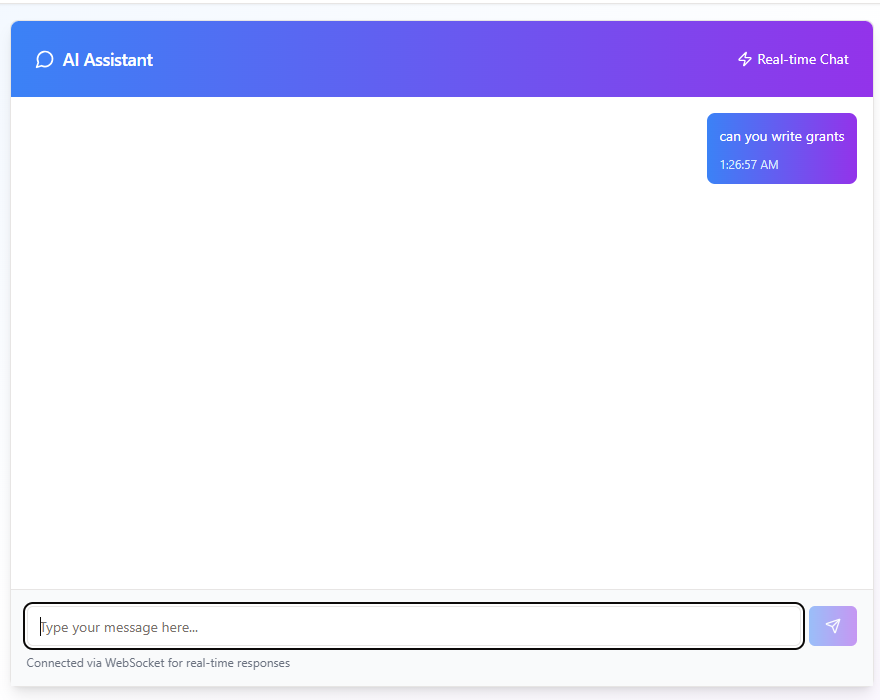 AI Assistant
Real-time Chat
can you write grants
1:26:57 AM
Type your message here...
Connected via WebSocket for real-time responses